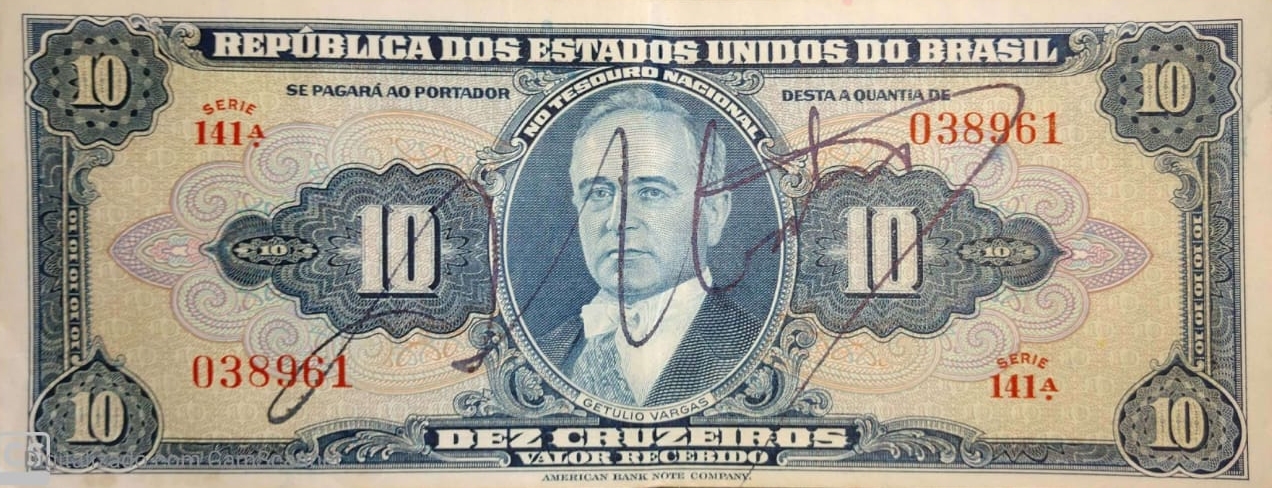 REPÚBLICA DOS ESTADOS UNIDOS DO BRASIL
10
10
SE PAGARÁ AO PORTADOR
NO TESOURO NACIONAL
DESTA A QUANTIA DE
SERIE
141A.
038961
10
10
10
10
038961
SERIE
141A.
GETULIO VARGAS
10
10
DEZ CRUZEIROS
VALOR RECEBIDO
AMERICAN BANK NOTE COMPANY.